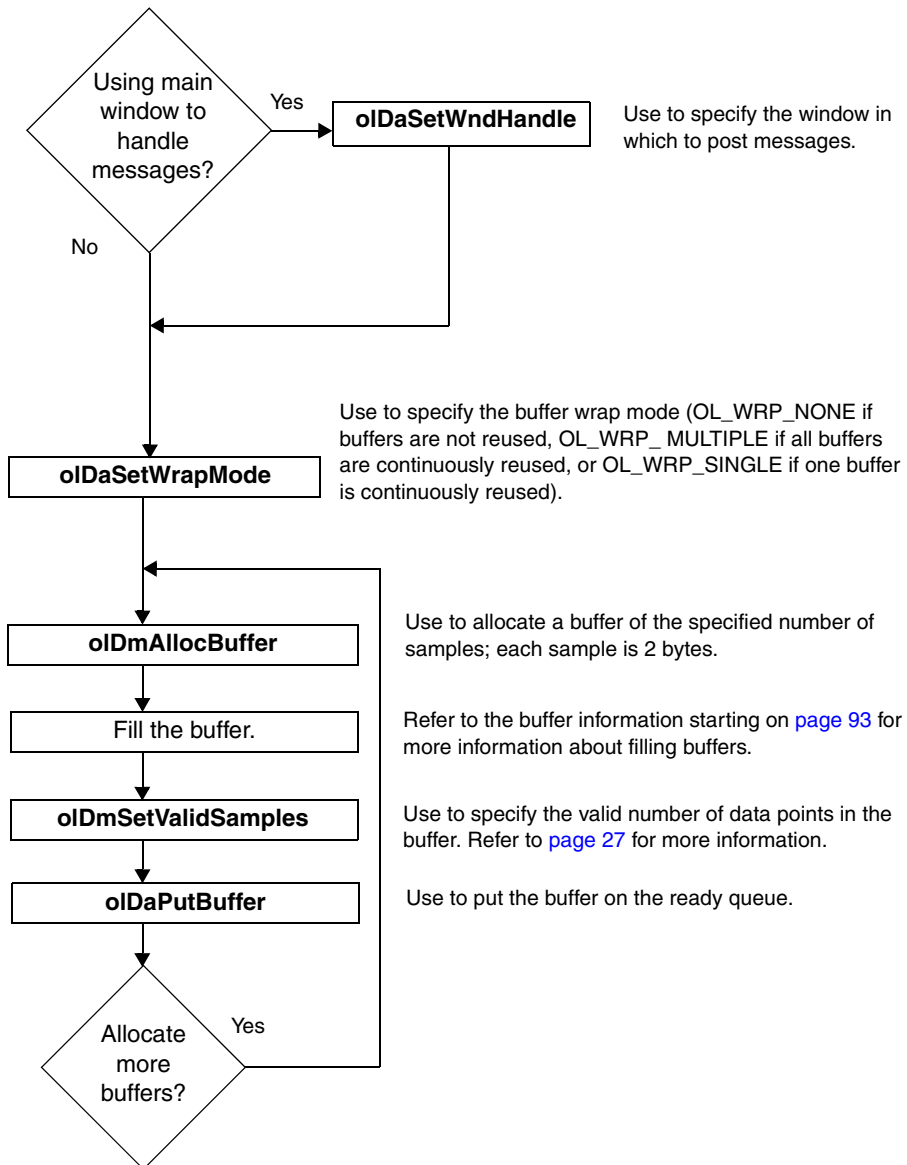 Using main
window to
handle
messages?
Yes
olDaSetWndHandle
Use to specify the window in
which to post messages.
No
Use to specify the buffer wrap mode (OL_WRP_NONE if
buffers are not reused, OL_WRP_ MULTIPLE if all buffers
are continuously reused, or OL_WRP_SINGLE if one buffer
is continuously reused).
olDaSetWrapMode
olDmAllocBuffer
Use to allocate a buffer of the specified number of
samples; each sample is 2 bytes.
Fill the buffer.
Refer to the buffer information starting on page 93 for
more information about filling buffers.
olDmSetValidSamples
Use to specify the valid number of data points in the
buffer. Refer to page 27 for more information.
olDaPutBuffer
Use to put the buffer on the ready queue.
Allocate
more
buffers?
Yes